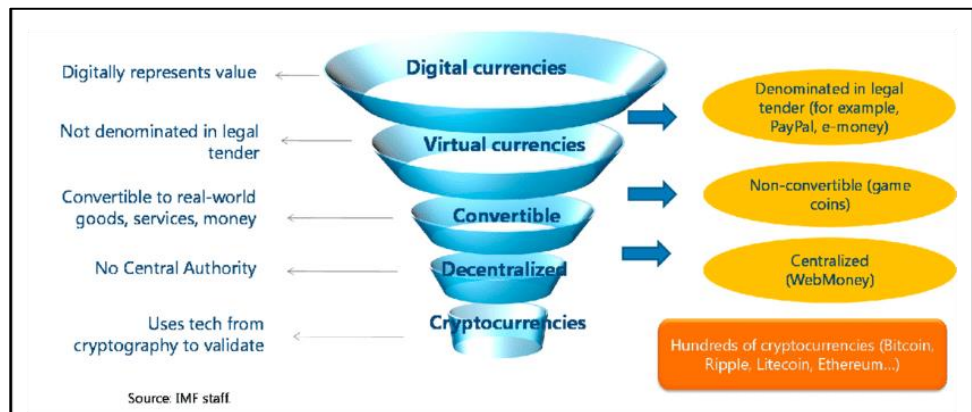 Digitally represents value
Digital currencies
Denominated in legal
tender (for example,
PayPal, e-money)
Not denominated in legal
tender
Virtual currencies
Convertible to real-world
goods, services, money
Convertible
Non-convertible (game
coins)
No Central Authority
Decentralized
Centralized
(WebMoney)
Uses tech from
cryptography to validate
Cryptocurrencies
Hundreds of cryptocurrencies (Bitcoin,
Ripple, Litecoin, Ethereum...)
Source: IMF staff.